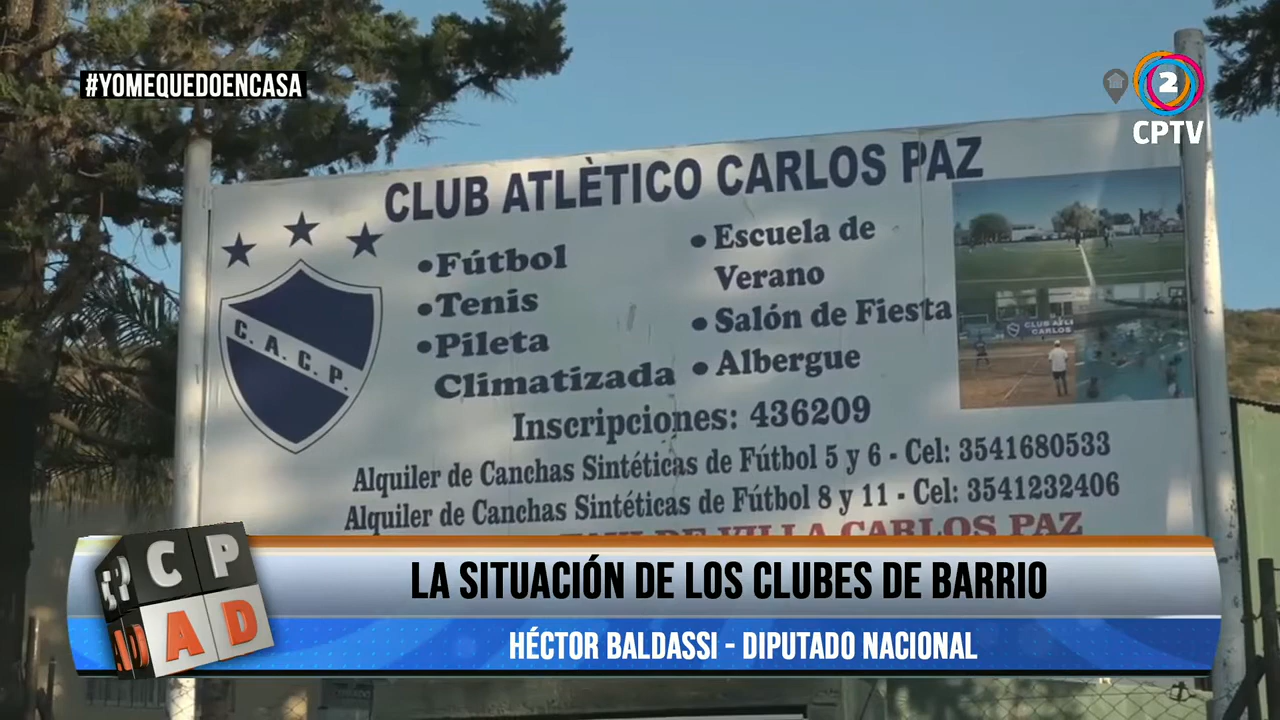 #YOMEQUEDOENCASA
2
CPTV
CLUB ATLÈTICO CARLOS PAZ
•Fútbol
•Tenis
•Pileta
Climatizada
•Escuela de
Verano
•Salón de Fiesta
•Albergue
C. A. C. P.
Inscripciones: 436209
Alquiler de Canchas Sintéticas de Fútbol 5 y 6 - Cel: 3541680533
Alquiler de Canchas Sintéticas de Fútbol 8 y 11 - Cel: 3541232406
DE VILLA CARLOS PAZ
CP
AD
LA SITUACIÓN DE LOS CLUBES DE BARRIO
HÉCTOR BALDASSI - DIPUTADO NACIONAL